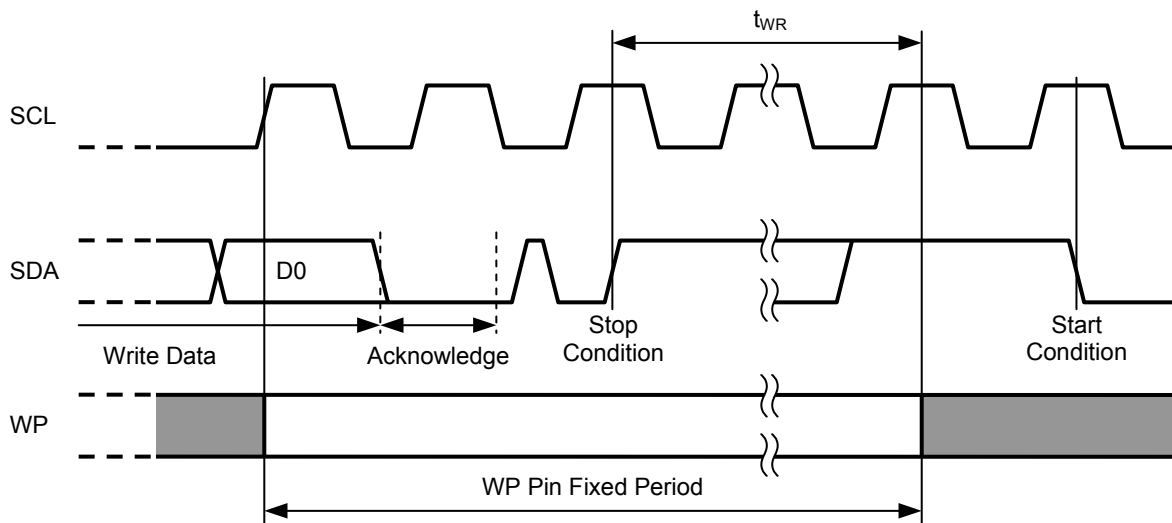 tWR
SCL
SDA
D0
Stop
Condition
Start
Condition
Write Data
Acknowledge
WP
WP Pin Fixed Period